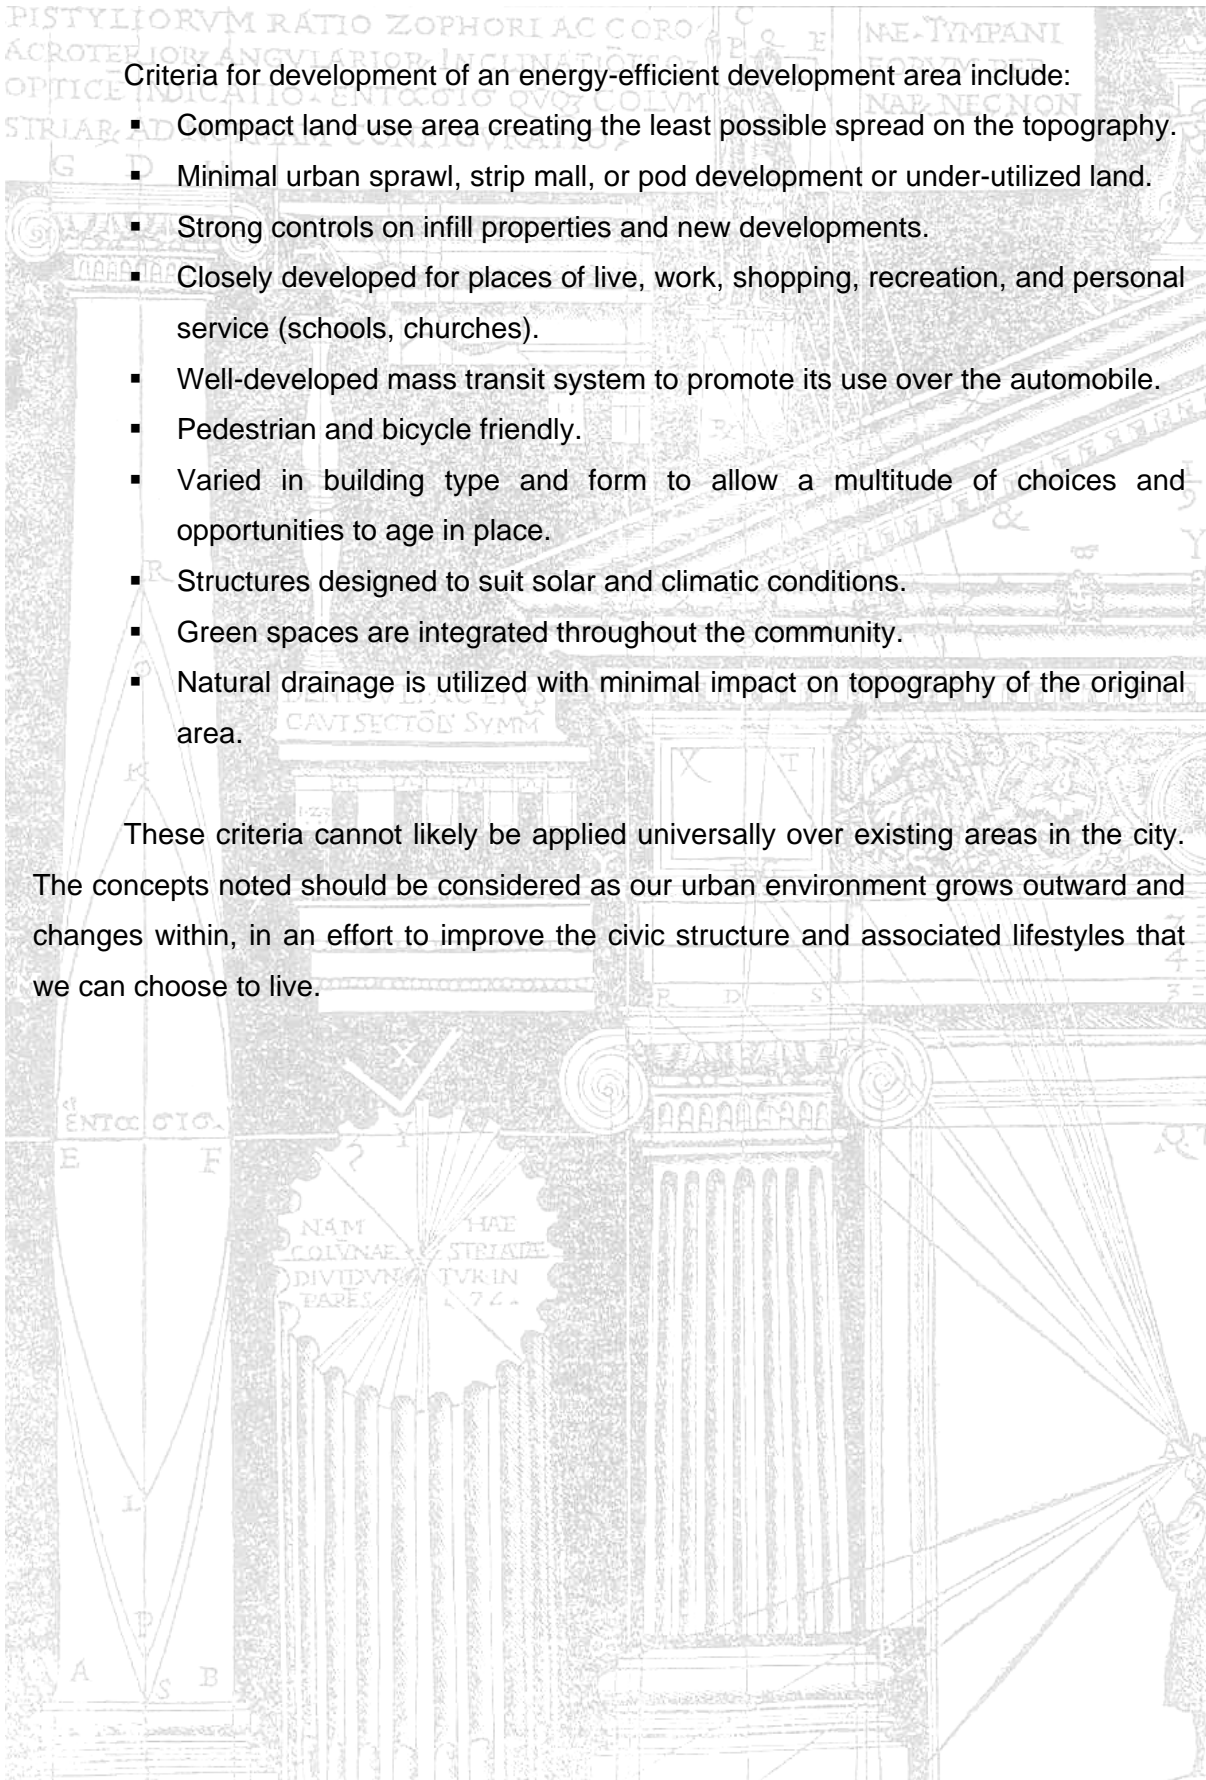 PISTYLIORVM RATIO ZOPHORI AC CORO
NAE·TYMPANI
Criteria for development of an energy-efficient development area include:
▪ Compact land use area creating the least possible spread on the topography.
▪ Minimal urban sprawl, strip mall, or pod development or under-utilized land.
▪ Strong controls on infill properties and new developments.
▪ Closely developed for places of live, work, shopping, recreation, and personal
service (schools, churches).
▪ Well-developed mass transit system to promote its use over the automobile.
▪ Pedestrian and bicycle friendly.
▪ Varied in building type and form to allow a multitude of choices and
opportunities to age in place.
▪ Structures designed to suit solar and climatic conditions.
▪ Green spaces are integrated throughout the community.
▪ Natural drainage is utilized with minimal impact on topography of the original
area.
These criteria cannot likely be applied universally over existing areas in the city.
The concepts noted should be considered as our urban environment grows outward and
changes within, in an effort to improve the civic structure and associated lifestyles that
we can choose to live.
E F
NAM HAE
COLVNAE STRIATAE
DIVIDVN TVR IN
PARES
A S B